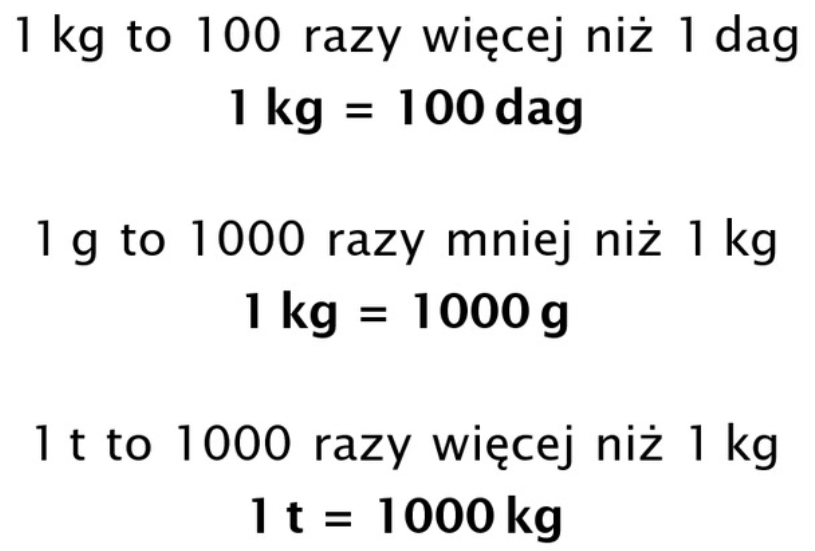 1 kg to 100 razy więcej niż 1 dag
1 kg = 100 dag
1 g to 1000 razy mniej niż 1 kg
1 kg = 1000 g
1 t to 1000 razy więcej niż 1 kg
1 t = 1000 kg